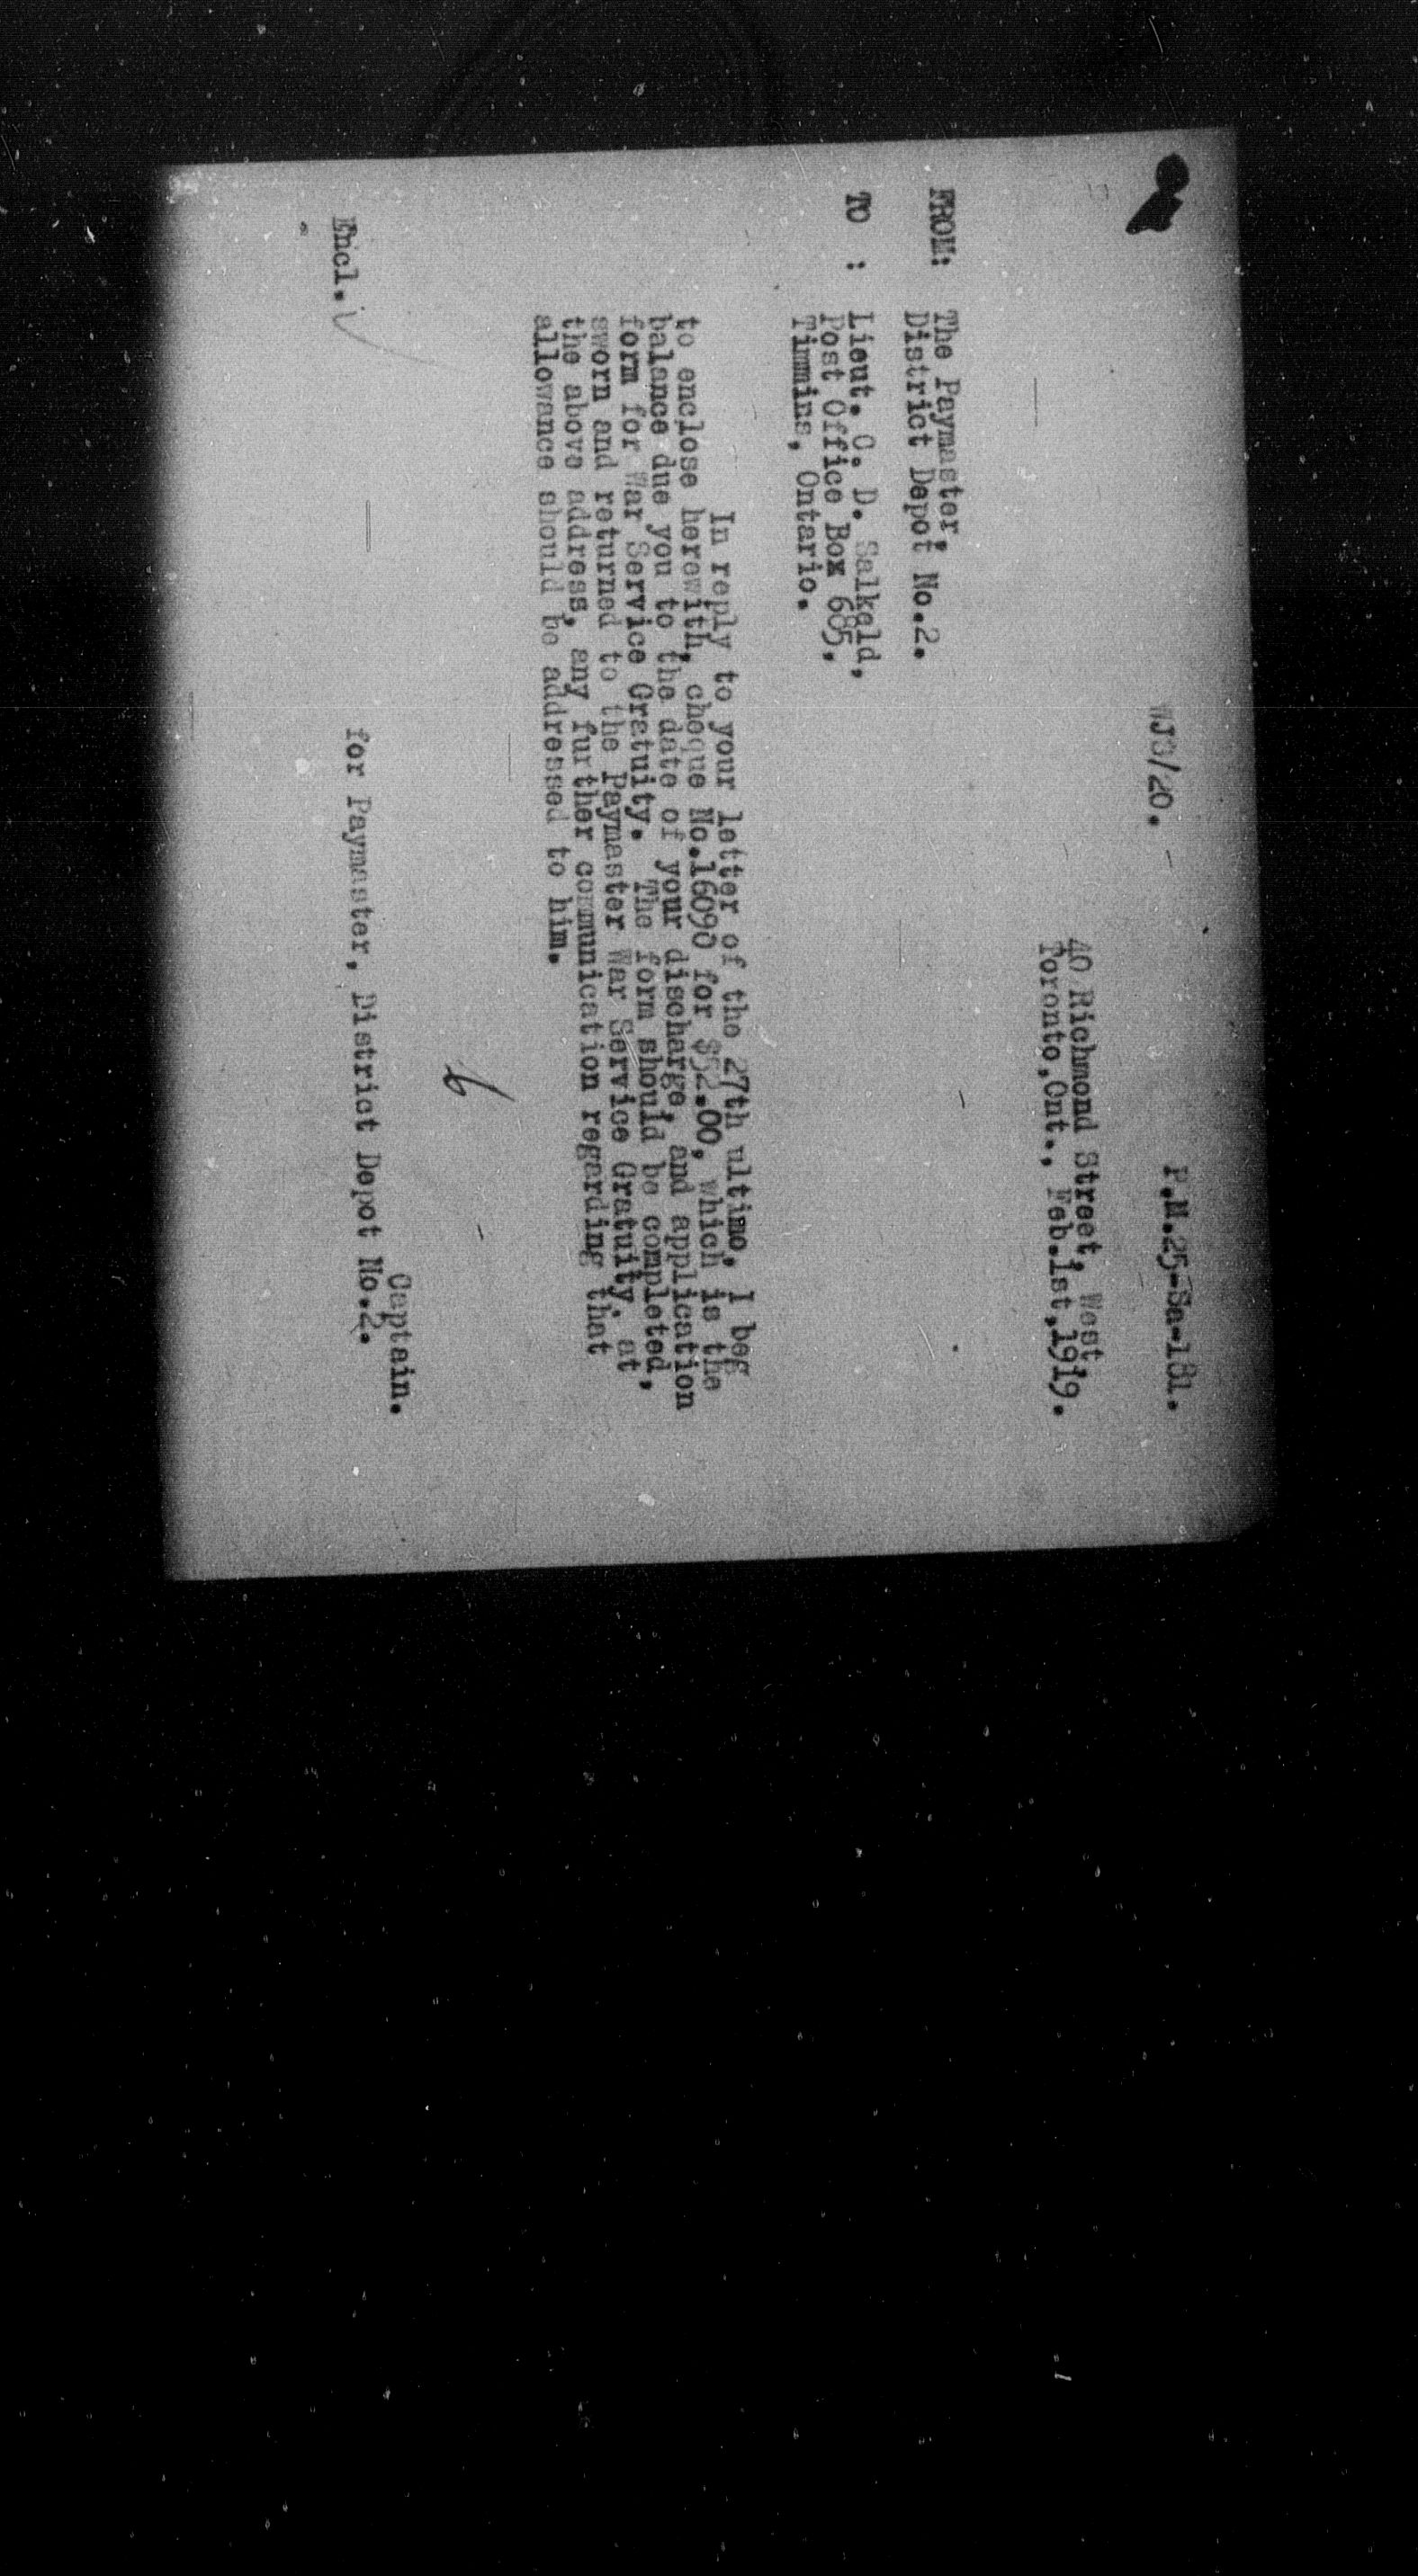 P.M.25-Sa-181.
WJB/20.
40 Richmond Street, West,
Toronto,Ont., Feb.1st,1919.
FROM: The Paymaster,
District Depot No.2.
TO : Lieut. C. D. Salkeld,
Post Office Box 685,
Timmins, Ontario.
In reply to your letter of the 27th ultimo, I beg
to enclose herewith, cheque No.16090 for $52.00, which is the
balance due you to the date of your discharge, and application
form for War Service Gratuity. The form should be completed,
sworn and returned to the Paymaster War Service Gratuity, at
the above address, any further communication regarding that
allowance should be addressed to him.
Captain.
for Paymaster, District Depot No.2.
Encl.